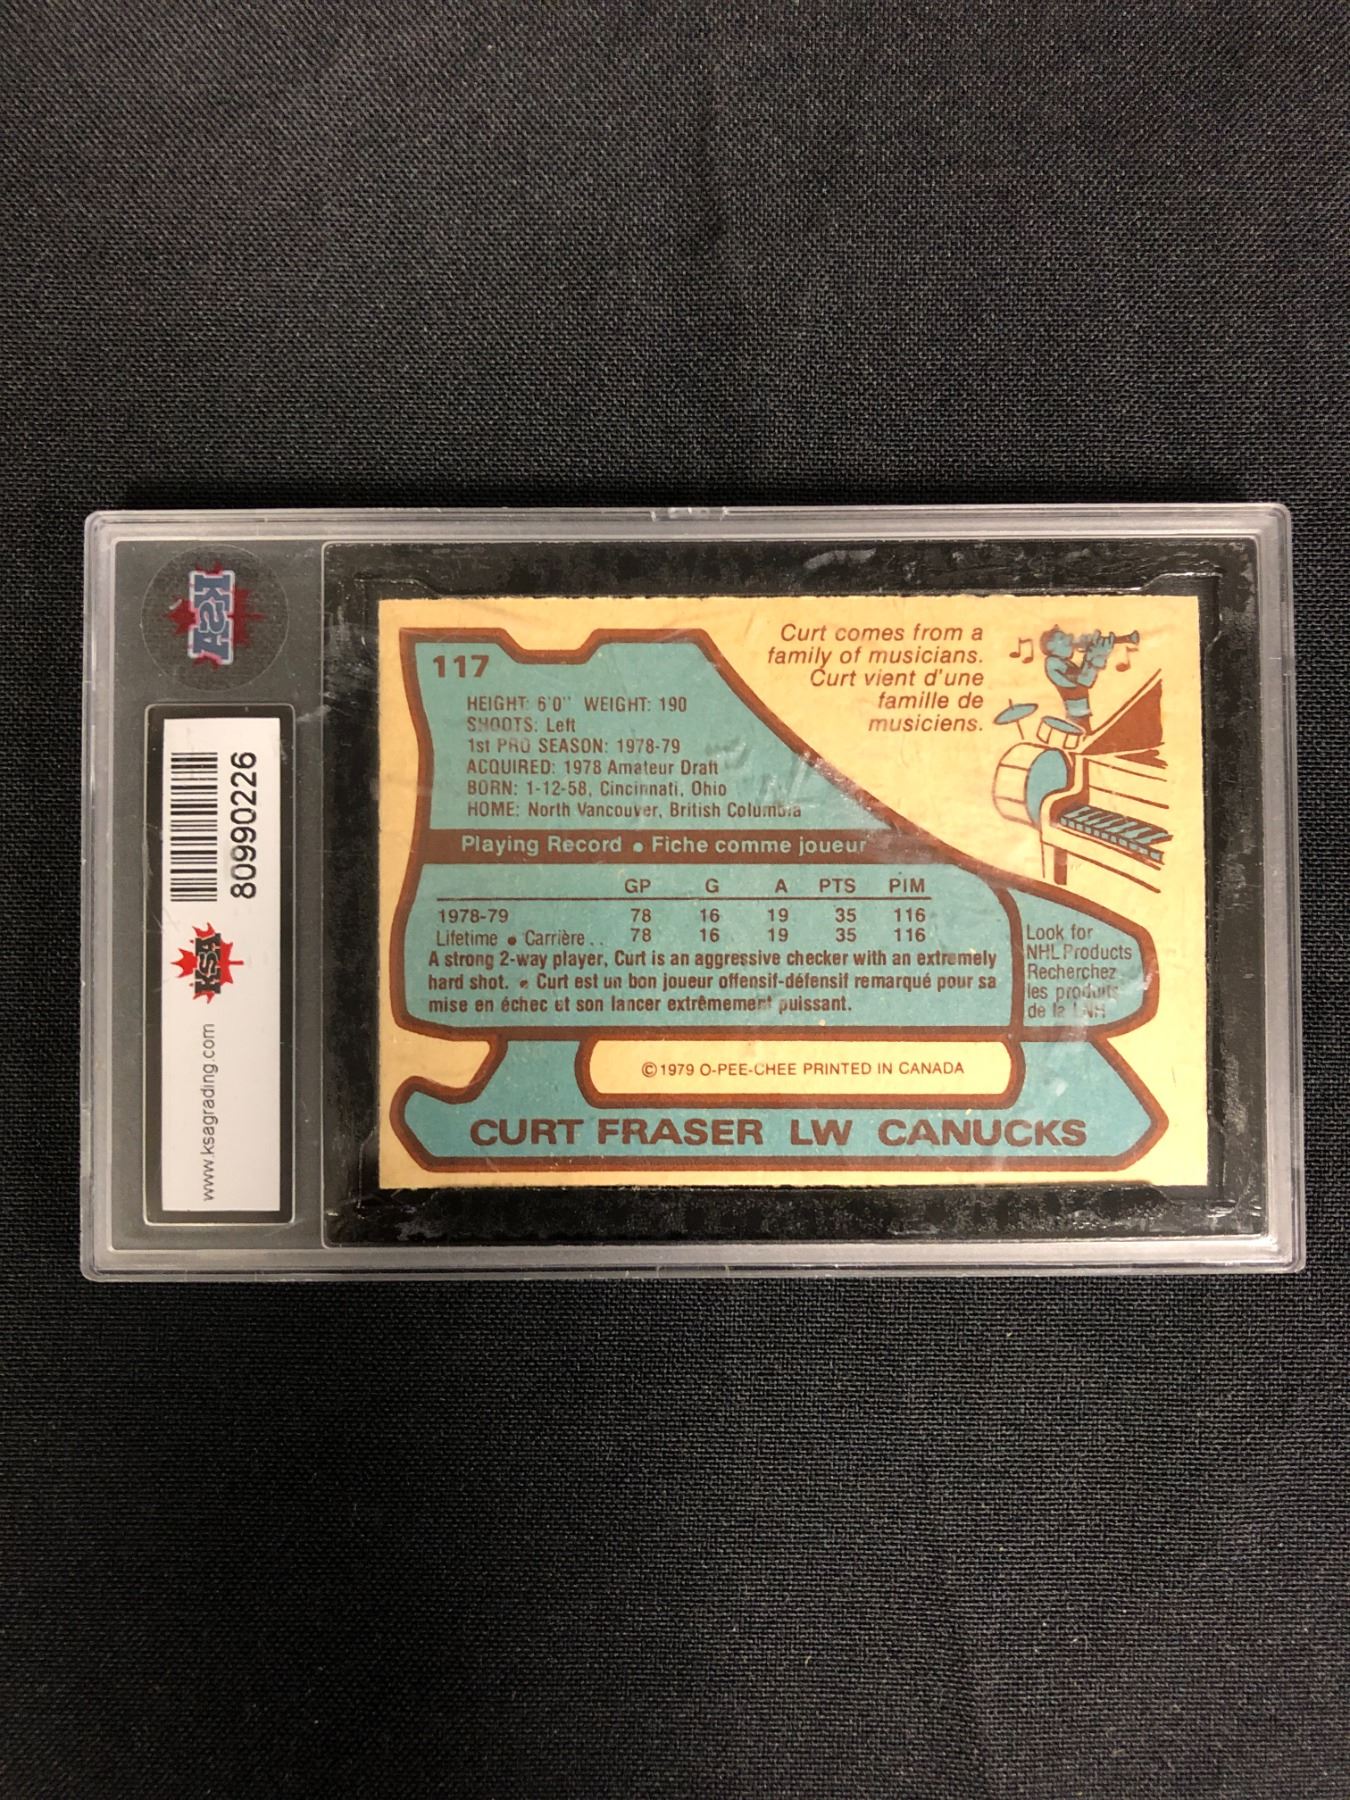 KSA
809990226
KSA
www.ksagrading.com
117
HEIGHT: 6'0" WEIGHT: 190
SHOOTS: Left
1st PRO SEASON: 1978-79
ACQUIRED: 1978 Amateur Draft
BORN: 1-12-58, Cincinnati, Ohio
HOME: North Vancouver, British Columbia
Curt comes from a
family of musicians.
Curt vient d'une
famille de
musiciens.
Playing Record • Fiche comme joueur
GP G A PTS PIM
1978-79 78 16 19 35 116
Lifetime • Carrière .. 78 16 19 35 116
A strong 2-way player, Curt is an aggressive checker with an extremely
hard shot. • Curt est un bon joueur offensif-défensif remarqué pour sa
mise en échec et son lancer extrêmement puissant.
Look for
NHL Products
Recherchez
les produits
de la LNH
©1979 O-PEE-CHEE PRINTED IN CANADA
CURT FRASER LW CANUCKS